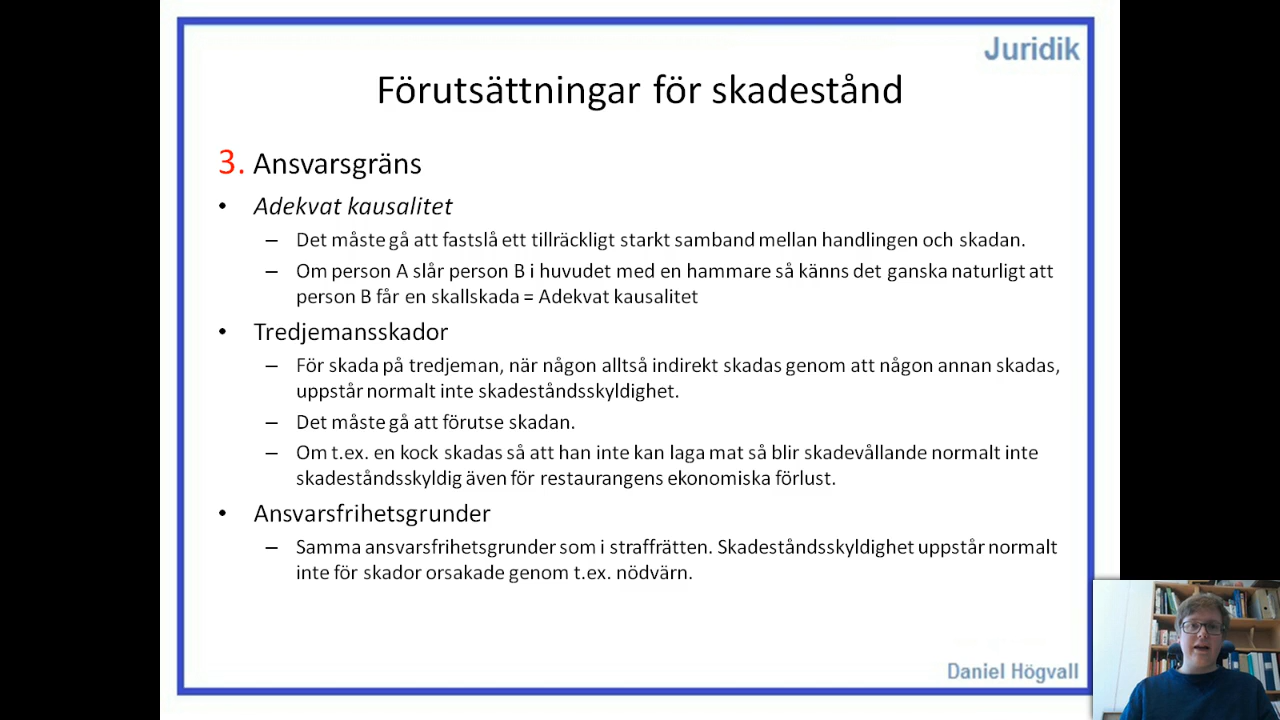 Juridik
Förutsättningar för skadestånd
3. Ansvarsgräns
• Adekvat kausalitet
– Det måste gå att fastslå ett tillräckligt starkt samband mellan handlingen och skadan.
– Om person A slår person B i huvudet med en hammare så känns det ganska naturligt att
person B får en skallskada = Adekvat kausalitet
• Tredjemansskador
– För skada på tredjeman, när någon alltså indirekt skadas genom att någon annan skadas,
uppstår normalt inte skadeståndsskyldighet.
– Det måste gå att förutse skadan.
– Om t.ex. en kock skadas så att han inte kan laga mat så blir skadevållande normalt inte
skadeståndsskyldig även för restaurangens ekonomiska förlust.
• Ansvarsfrihetsgrunder
– Samma ansvarsfrihetsgrunder som i straffrätten. Skadeståndsskyldighet uppstår normalt
inte för skador orsakade genom t.ex. nödvärn.
Daniel Högvall